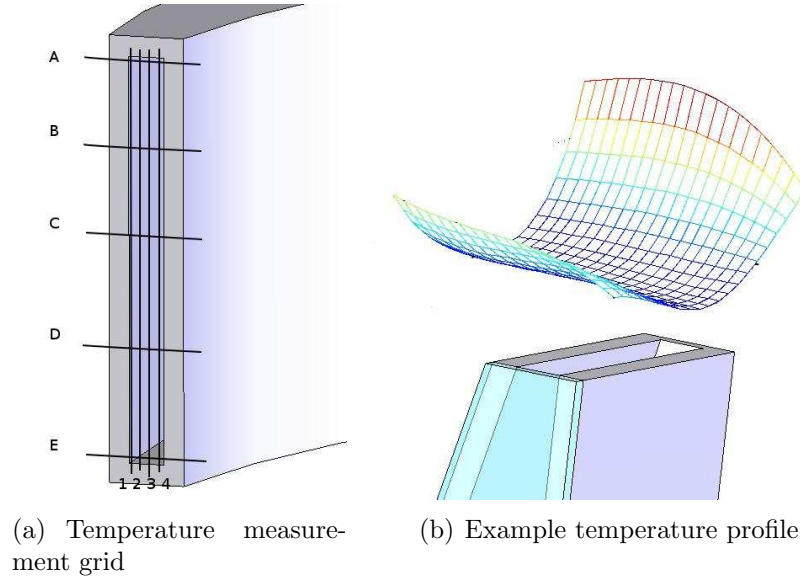 A
B
C
D
E
1 2 3 4
(a) Temperature measure-
ment grid
(b) Example temperature profile